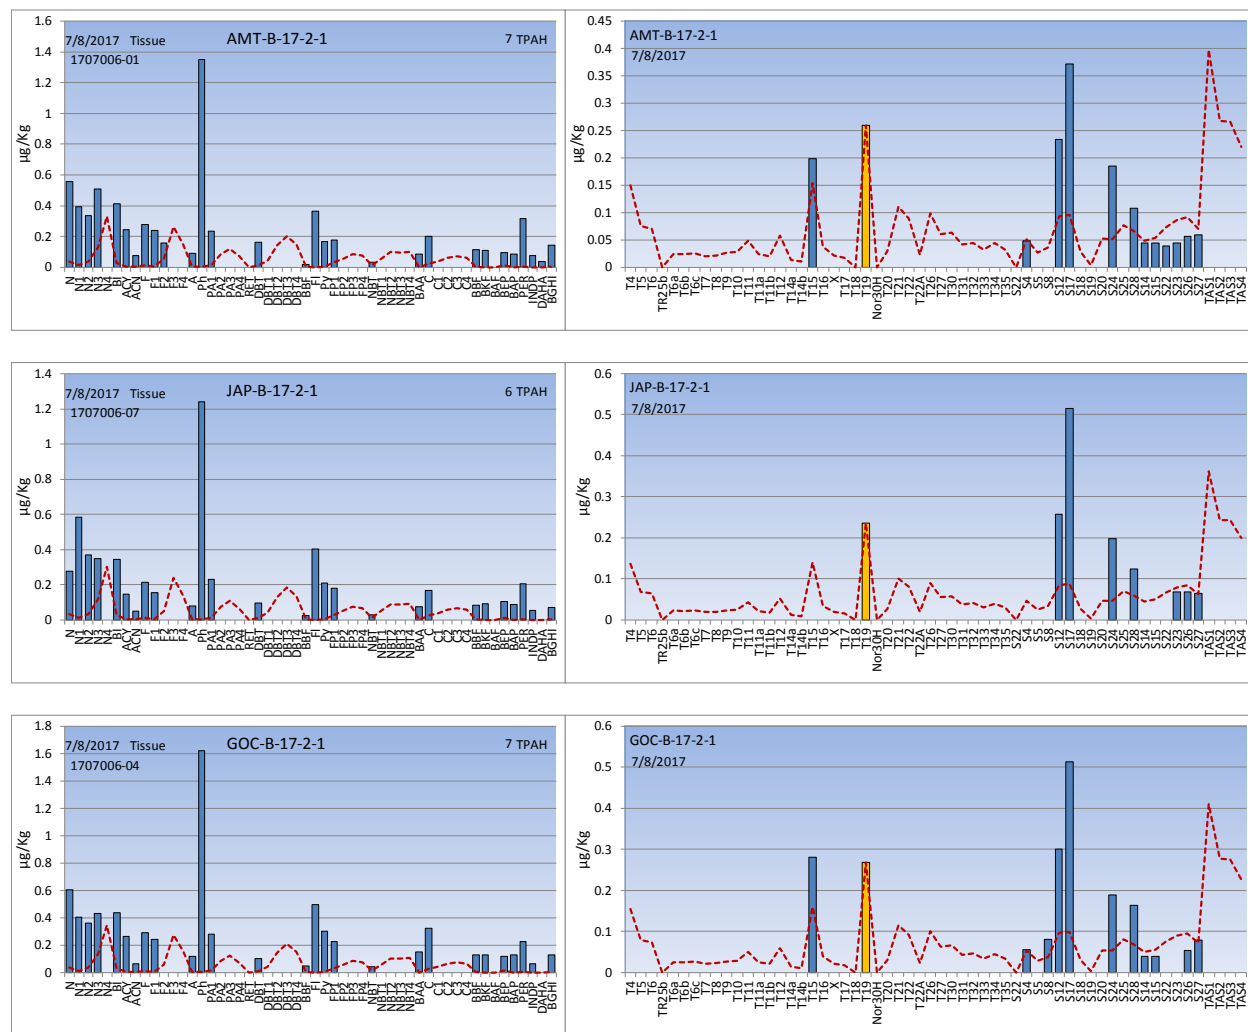 7/8/2017 Tissue
AMT-B-17-2-1
7 TPAH
1707006-01
µg/Kg
1.6
1.4
1.2
1
0.8
0.6
0.4
0.2
0
N N1 N2 N3 N4 BI ACY ACN F F1 F2 F3 F4 A Ph PA1 PA2 PA3 PA4 RET DBT DBT1 DBT2 DBT3 DBT4 BBF Fl Py FP1 FP2 FP3 FP4 NBT NBT1 NBT2 NBT3 NBT4 BAA C C1 C2 C3 C4 BBF BKF BAF BEP BAP PER INDP DAHA BGHI
AMT-B-17-2-1
7/8/2017
µg/Kg
0.45
0.4
0.35
0.3
0.25
0.2
0.15
0.1
0.05
0
T4 T5 T6 TR25b T6a T6b T6c T7 T8 T9 T10 T11 T11a T11b T12 T14a T14b T15 T16 X T17 T18 T19 Nor30H T20 T21 T22 T22A T26 T27 T30 T31 T32 T33 T34 T35 S22 S4 S5 S8 S12 S17 S18 S19 S20 S24 S25 S28 S14 S15 S22 S23 S26 S27 TAS1 TAS2 TAS3 TAS4
7/8/2017 Tissue
JAP-B-17-2-1
6 TPAH
1707006-07
µg/Kg
1.4
1.2
1
0.8
0.6
0.4
0.2
0
N N1 N2 N3 N4 BI ACY ACN F F1 F2 F3 F4 A Ph PA1 PA2 PA3 PA4 RET DBT DBT1 DBT2 DBT3 DBT4 BBF Fl Py FP1 FP2 FP3 FP4 NBT NBT1 NBT2 NBT3 NBT4 BAA C C1 C2 C3 C4 BBF BKF BAF BEP BAP PER INDP DAHA BGHI
JAP-B-17-2-1
7/8/2017
µg/Kg
0.6
0.5
0.4
0.3
0.2
0.1
0
T4 T5 T6 TR25b T6a T6b T6c T7 T8 T9 T10 T11 T11a T11b T12 T14a T14b T15 T16 X T17 T18 T19 Nor30H T20 T21 T22 T22A T26 T27 T30 T31 T32 T33 T34 T35 S22 S4 S5 S8 S12 S17 S18 S19 S20 S24 S25 S28 S14 S15 S22 S23 S26 S27 TAS1 TAS2 TAS3 TAS4
7/8/2017 Tissue
GOC-B-17-2-1
7 TPAH
1707006-04
µg/Kg
1.8
1.6
1.4
1.2
1
0.8
0.6
0.4
0.2
0
N N1 N2 N3 N4 BI ACY ACN F F1 F2 F3 F4 A Ph PA1 PA2 PA3 PA4 RET DBT DBT1 DBT2 DBT3 DBT4 BBF Fl Py FP1 FP2 FP3 FP4 NBT NBT1 NBT2 NBT3 NBT4 BAA C C1 C2 C3 C4 BBF BKF BAF BEP BAP PER INDP DAHA BGHI
GOC-B-17-2-1
7/8/2017
µg/Kg
0.6
0.5
0.4
0.3
0.2
0.1
0
T4 T5 T6 TR25b T6a T6b T6c T7 T8 T9 T10 T11 T11a T11b T12 T14a T14b T15 T16 X T17 T18 T19 Nor30H T20 T21 T22 T22A T26 T27 T30 T31 T32 T33 T34 T35 S22 S4 S5 S8 S12 S17 S18 S19 S20 S24 S25 S28 S14 S15 S22 S23 S26 S27 TAS1 TAS2 TAS3 TAS4